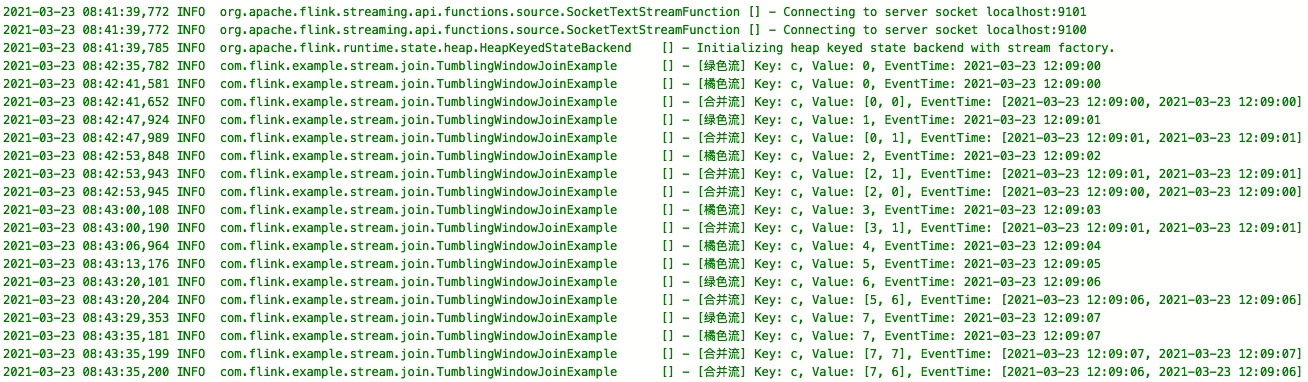 2021-03-23 08:41:39,772 INFO  org.apache.flink.streaming.api.functions.source.SocketTextStreamFunction [] - Connecting to server socket localhost:9101
2021-03-23 08:41:39,772 INFO  org.apache.flink.streaming.api.functions.source.SocketTextStreamFunction [] - Connecting to server socket localhost:9100
2021-03-23 08:41:39,785 INFO  org.apache.flink.runtime.state.heap.HeapKeyedStateBackend    [] - Initializing heap keyed state backend with stream factory.
2021-03-23 08:42:35,782 INFO  com.flink.example.stream.join.TumblingWindowJoinExample      [] - [绿色流] Key: c, Value: 0, EventTime: 2021-03-23 12:09:00
2021-03-23 08:42:41,581 INFO  com.flink.example.stream.join.TumblingWindowJoinExample      [] - [橘色流] Key: c, Value: 0, EventTime: 2021-03-23 12:09:00
2021-03-23 08:42:41,652 INFO  com.flink.example.stream.join.TumblingWindowJoinExample      [] - [合并流] Key: c, Value: [0, 0], EventTime: [2021-03-23 12:09:00, 2021-03-23 12:09:00]
2021-03-23 08:42:47,924 INFO  com.flink.example.stream.join.TumblingWindowJoinExample      [] - [绿色流] Key: c, Value: 1, EventTime: 2021-03-23 12:09:01
2021-03-23 08:42:47,989 INFO  com.flink.example.stream.join.TumblingWindowJoinExample      [] - [合并流] Key: c, Value: [0, 1], EventTime: [2021-03-23 12:09:01, 2021-03-23 12:09:01]
2021-03-23 08:42:53,848 INFO  com.flink.example.stream.join.TumblingWindowJoinExample      [] - [橘色流] Key: c, Value: 2, EventTime: 2021-03-23 12:09:02
2021-03-23 08:42:53,943 INFO  com.flink.example.stream.join.TumblingWindowJoinExample      [] - [合并流] Key: c, Value: [2, 1], EventTime: [2021-03-23 12:09:01, 2021-03-23 12:09:01]
2021-03-23 08:42:53,945 INFO  com.flink.example.stream.join.TumblingWindowJoinExample      [] - [合并流] Key: c, Value: [2, 0], EventTime: [2021-03-23 12:09:00, 2021-03-23 12:09:00]
2021-03-23 08:43:00,108 INFO  com.flink.example.stream.join.TumblingWindowJoinExample      [] - [橘色流] Key: c, Value: 3, EventTime: 2021-03-23 12:09:03
2021-03-23 08:43:00,190 INFO  com.flink.example.stream.join.TumblingWindowJoinExample      [] - [合并流] Key: c, Value: [3, 1], EventTime: [2021-03-23 12:09:01, 2021-03-23 12:09:01]
2021-03-23 08:43:06,964 INFO  com.flink.example.stream.join.TumblingWindowJoinExample      [] - [橘色流] Key: c, Value: 4, EventTime: 2021-03-23 12:09:04
2021-03-23 08:43:13,176 INFO  com.flink.example.stream.join.TumblingWindowJoinExample      [] - [橘色流] Key: c, Value: 5, EventTime: 2021-03-23 12:09:05
2021-03-23 08:43:20,101 INFO  com.flink.example.stream.join.TumblingWindowJoinExample      [] - [绿色流] Key: c, Value: 6, EventTime: 2021-03-23 12:09:06
2021-03-23 08:43:20,204 INFO  com.flink.example.stream.join.TumblingWindowJoinExample      [] - [合并流] Key: c, Value: [5, 6], EventTime: [2021-03-23 12:09:06, 2021-03-23 12:09:06]
2021-03-23 08:43:29,353 INFO  com.flink.example.stream.join.TumblingWindowJoinExample      [] - [绿色流] Key: c, Value: 7, EventTime: 2021-03-23 12:09:07
2021-03-23 08:43:35,181 INFO  com.flink.example.stream.join.TumblingWindowJoinExample      [] - [橘色流] Key: c, Value: 7, EventTime: 2021-03-23 12:09:07
2021-03-23 08:43:35,199 INFO  com.flink.example.stream.join.TumblingWindowJoinExample      [] - [合并流] Key: c, Value: [7, 7], EventTime: [2021-03-23 12:09:07, 2021-03-23 12:09:07]
2021-03-23 08:43:35,200 INFO  com.flink.example.stream.join.TumblingWindowJoinExample      [] - [合并流] Key: c, Value: [7, 6], EventTime: [2021-03-23 12:09:06, 2021-03-23 12:09:06]